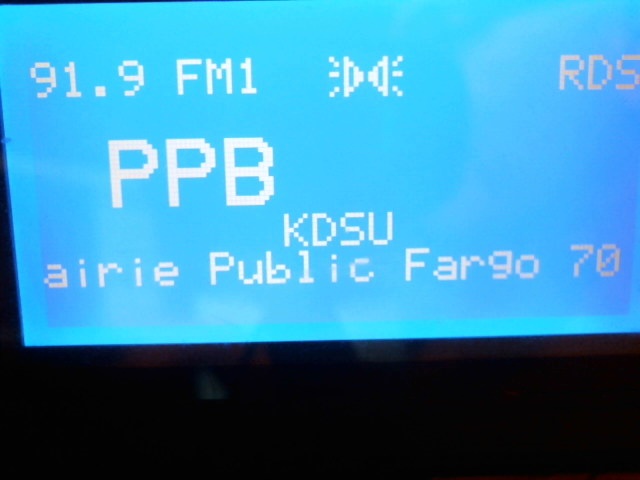 91.9 FM1 RDS
PPB
KDSU
airie Public Fargo 70